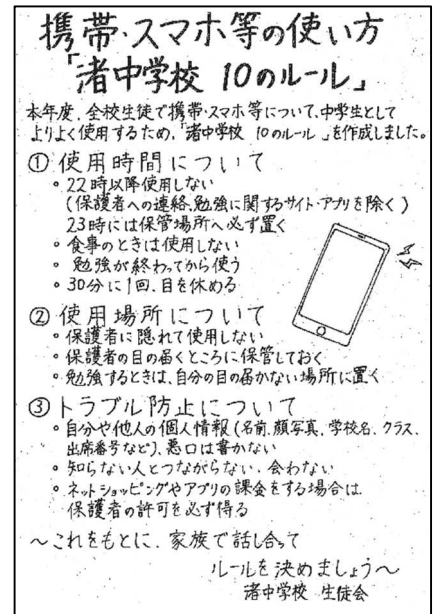 携帯・スマホ等の使い方
「渚中学校 10のルール」
本年度、全校生徒で携帯・スマホ等について、中学生として
よりよく使用するため、「渚中学校 10のルール」を作成しました。
① 使用時間について
◦ 22時以降使用しない
(保護者への連絡、勉強に関するサイト・アプリを除く)
23時には保管場所へ必ず置く
◦ 食事のときは使用しない
◦ 勉強が終わってから使う
◦ 30分に1回、目を休める
② 使用場所について
◦ 保護者に隠れて使用しない
◦ 保護者の目の届くところに保管しておく
◦ 勉強するときは、自分の目の届かない場所に置く
③ トラブル防止について
◦ 自分や他人の個人情報(名前、顔写真、学校名、クラス、
出席番号など)、悪口は書かない
◦ 知らない人とつながらない、会わない
◦ ネットショッピングやアプリの課金をする場合は、
保護者の許可を必ず得る
~これをもとに、家族で話し合って
ルールを決めましょう~
渚中学校 生徒会